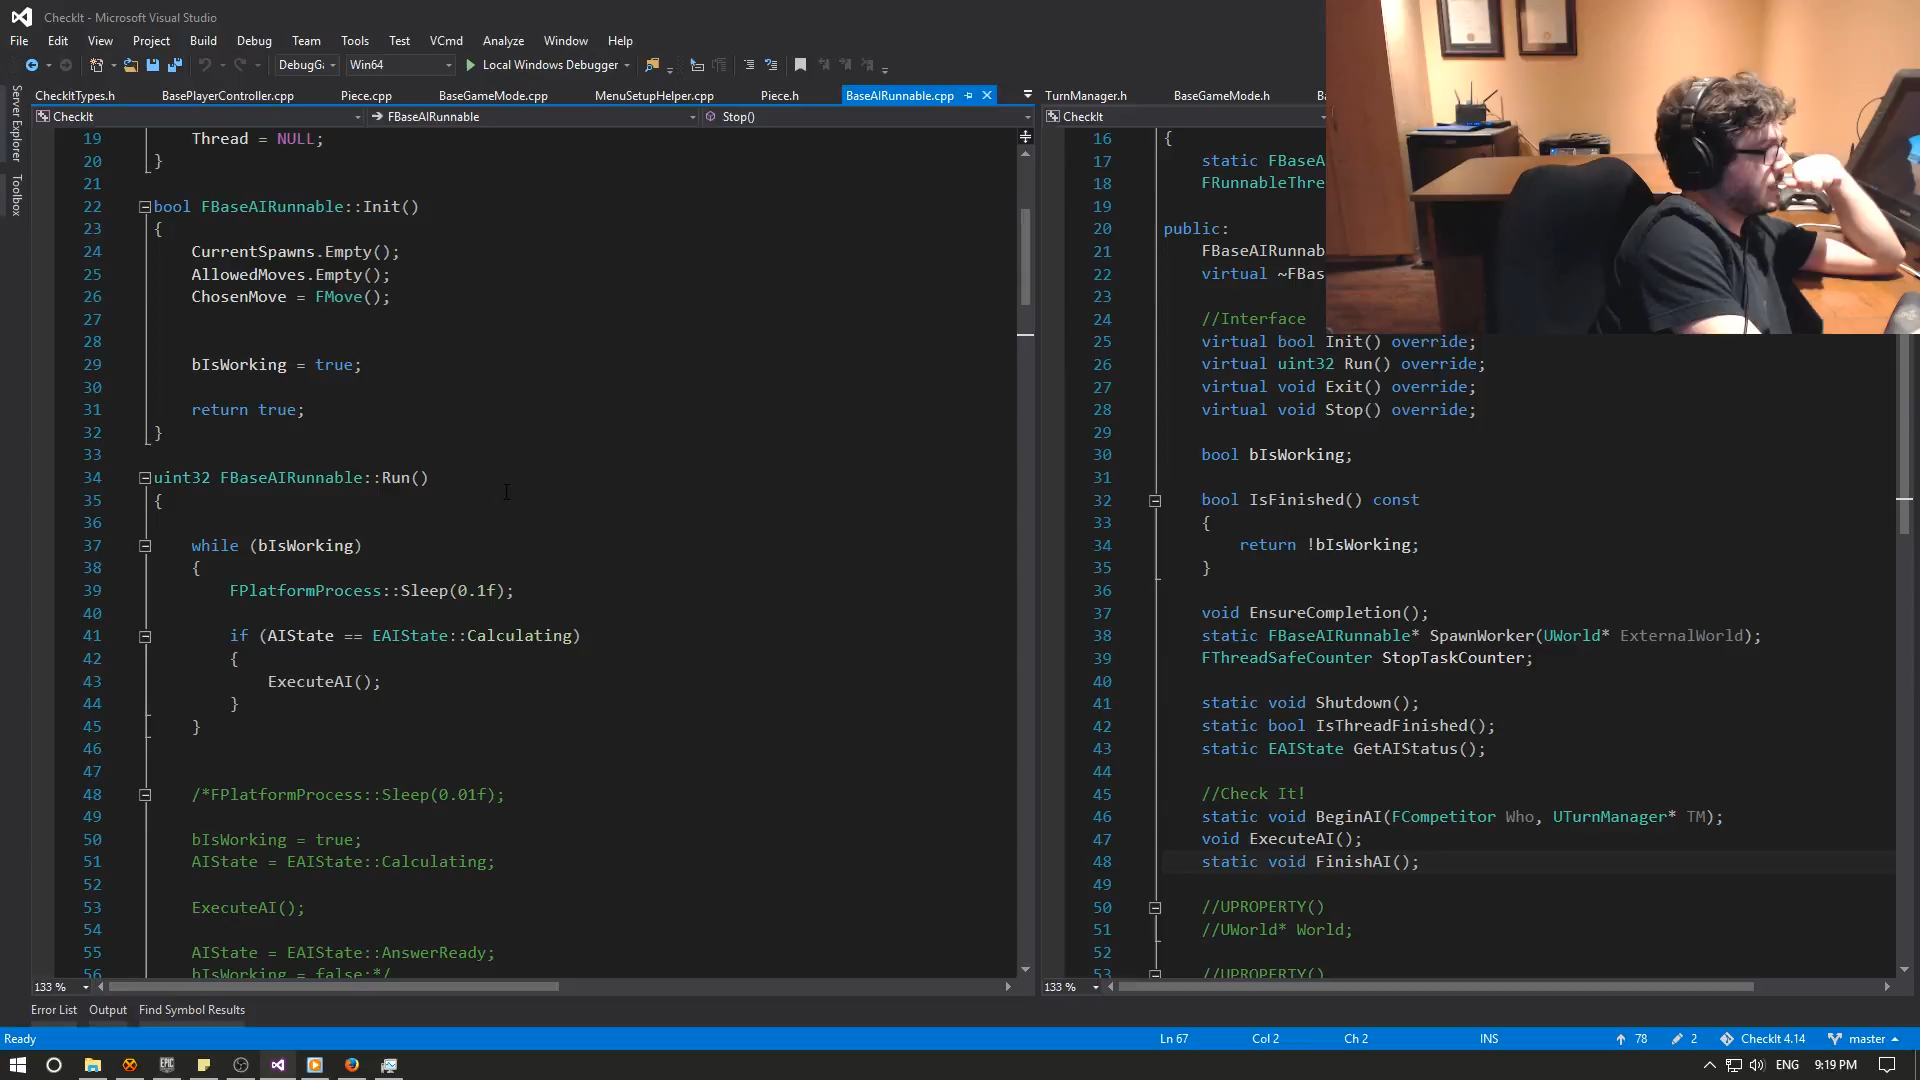 CheckIt - Microsoft Visual Studio
File Edit View Project Build Debug Team Tools Test VCmd Analyze Window Help
DebugG Win64 Local Windows Debugger
CheckItTypes.h BasePlayerController.cpp Piece.cpp BaseGameMode.cpp MenuSetupHelper.cpp Piece.h BaseAIRunnable.cpp
CheckIt FBaseAIRunnable Stop()
Server Explorer
Toolbox
19 Thread = NULL;
20 }
21
22 bool FBaseAIRunnable::Init()
23 {
24 CurrentSpawns.Empty();
25 AllowedMoves.Empty();
26 ChosenMove = FMove();
27
28
29 bIsWorking = true;
30
31 return true;
32 }
33
34 uint32 FBaseAIRunnable::Run()
35 {
36
37 while (bIsWorking)
38 {
39 FPlatformProcess::Sleep(0.1f);
40
41 if (AIState == EAIState::Calculating)
42 {
43 ExecuteAI();
44 }
45 }
46
47
48 /*FPlatformProcess::Sleep(0.01f);
49
50 bIsWorking = true;
51 AIState = EAIState::Calculating;
52
53 ExecuteAI();
54
55 AIState = EAIState::AnswerReady;
56 bIsWorking = false;*/
133 %
TurnManager.h BaseGameMode.h
CheckIt
16 {
17 static FBaseA
18 FRunnableThre
19
20 public:
21 FBaseAIRunnab
22 virtual ~FBas
23
24 //Interface
25 virtual bool Init() override;
26 virtual uint32 Run() override;
27 virtual void Exit() override;
28 virtual void Stop() override;
29
30 bool bIsWorking;
31
32 bool IsFinished() const
33 {
34 return !bIsWorking;
35 }
36
37 void EnsureCompletion();
38 static FBaseAIRunnable* SpawnWorker(UWorld* ExternalWorld);
39 FThreadSafeCounter StopTaskCounter;
40
41 static void Shutdown();
42 static bool IsThreadFinished();
43 static EAIState GetAIStatus();
44
45 //Check It!
46 static void BeginAI(FCompetitor Who, UTurnManager* TM);
47 void ExecuteAI();
48 static void FinishAI();
49
50 //UPROPERTY()
51 //UWorld* World;
52
53 //UPROPERTY()
133 %
Error List Output Find Symbol Results
Ready Ln 67 Col 2 Ch 2 INS 78 2 CheckIt 4.14 master
EPIC ENG 9:19 PM